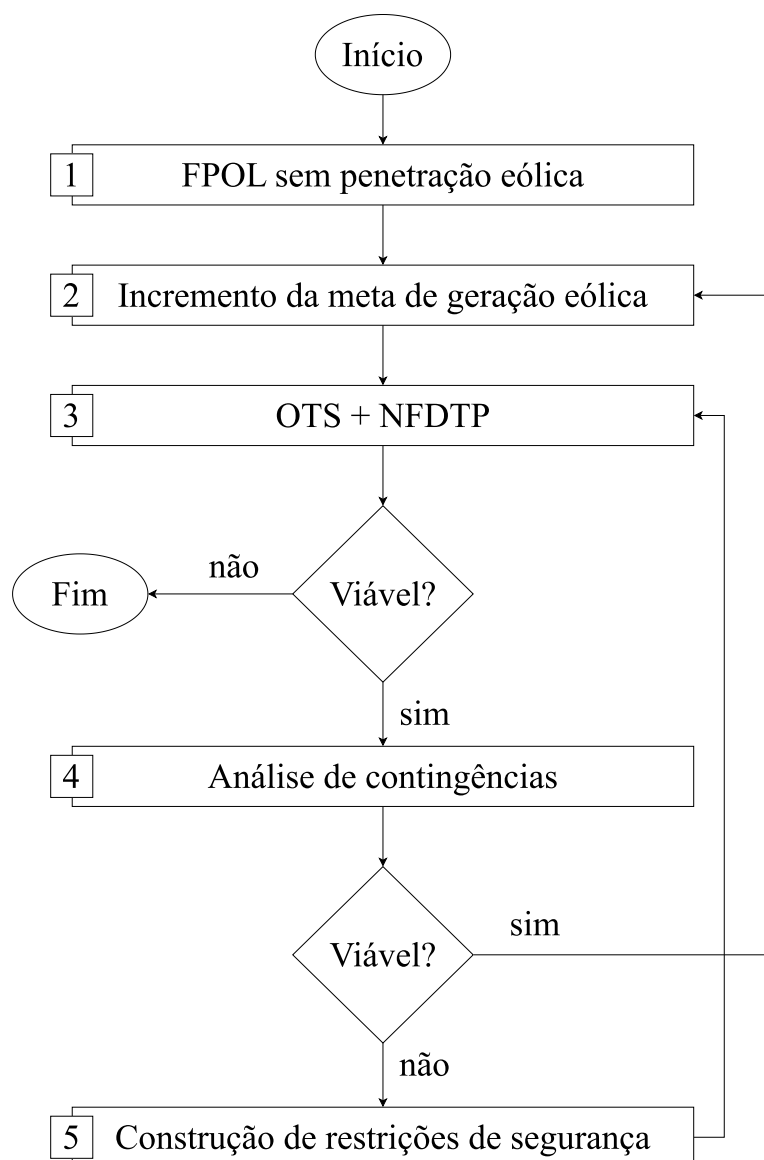 Início
1
FPOL sem penetração eólica
2
Incremento da meta de geração eólica
3
OTS + NFDTP
não
Fim
Viável?
sim
4
Análise de contingências
sim
Viável?
não
5
Construção de restrições de segurança